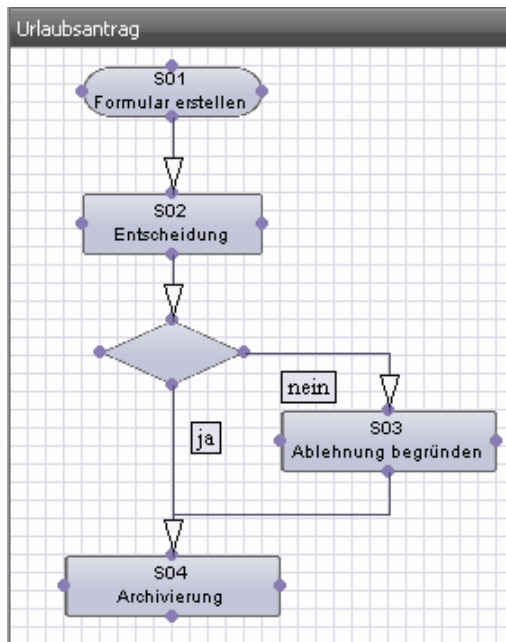 Urlaubsantrag
S01
Formular erstellen
S02
Entscheidung
nein
ja
S03
Ablehnung begründen
S04
Archivierung